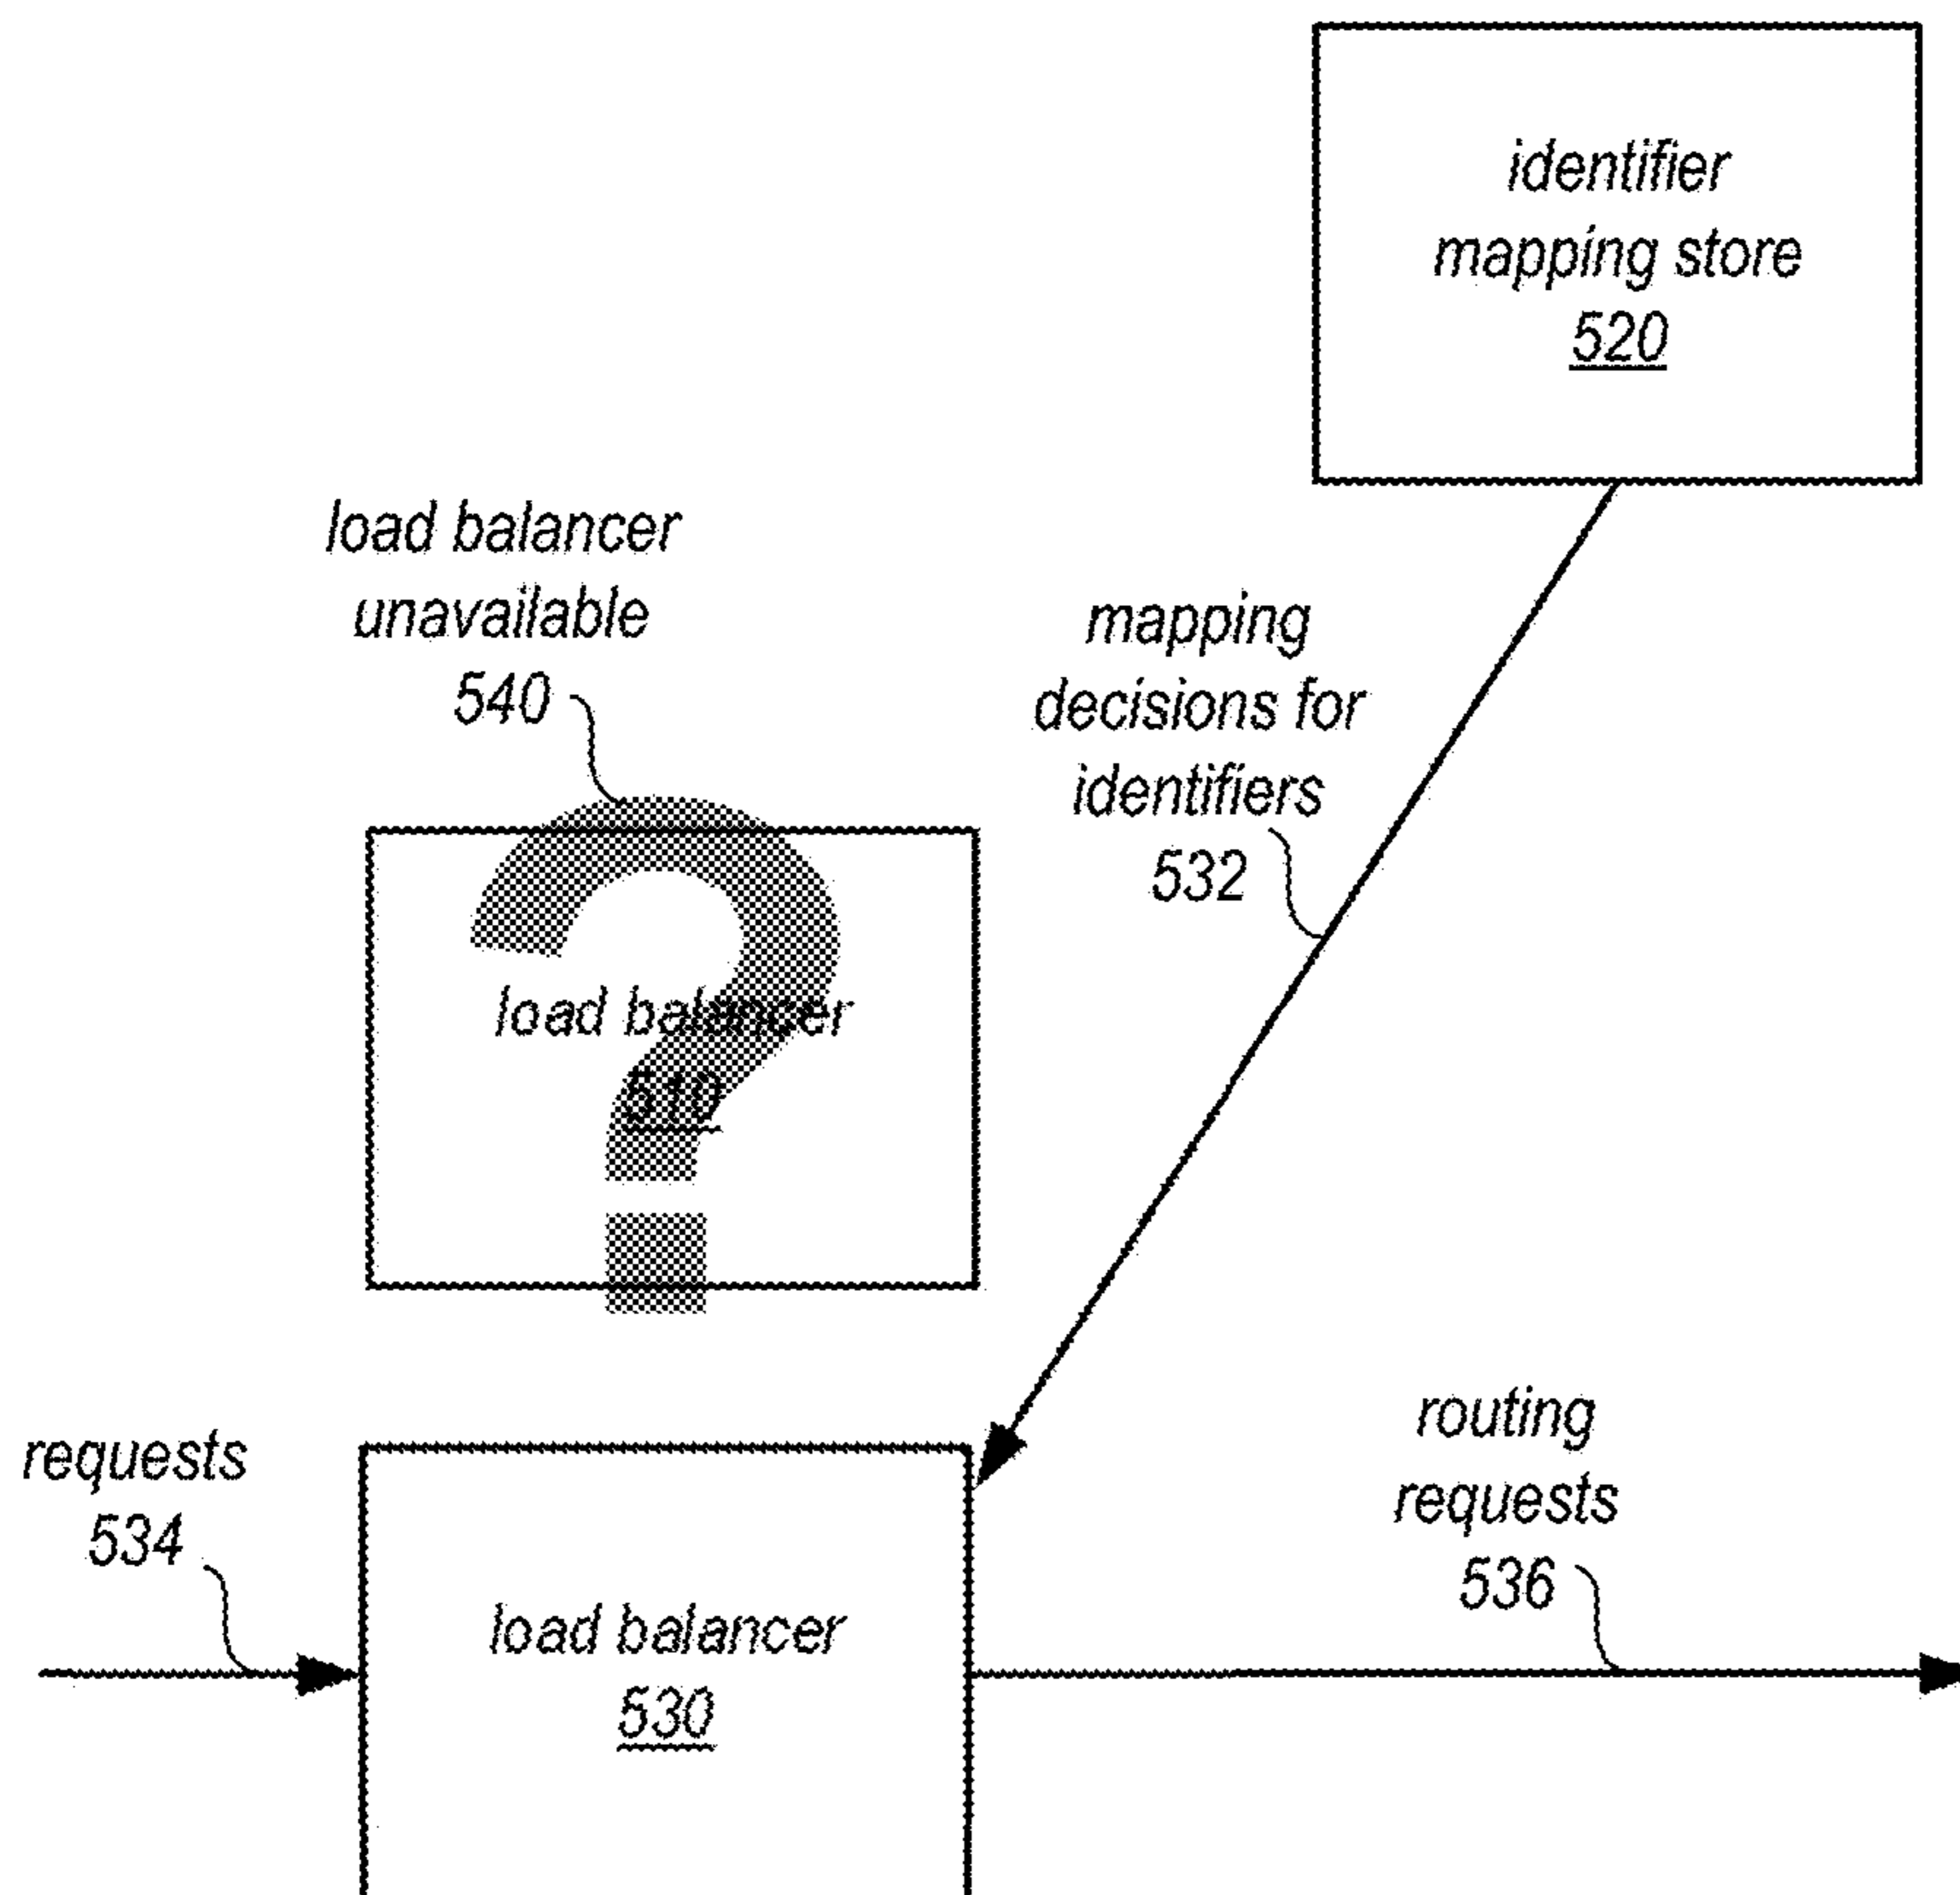 identifier
mapping store
520
load balancer
unavailable
540
mapping
decisions for
identifiers
532
load balancer
510
requests
534
routing
requests
536
load balancer
530